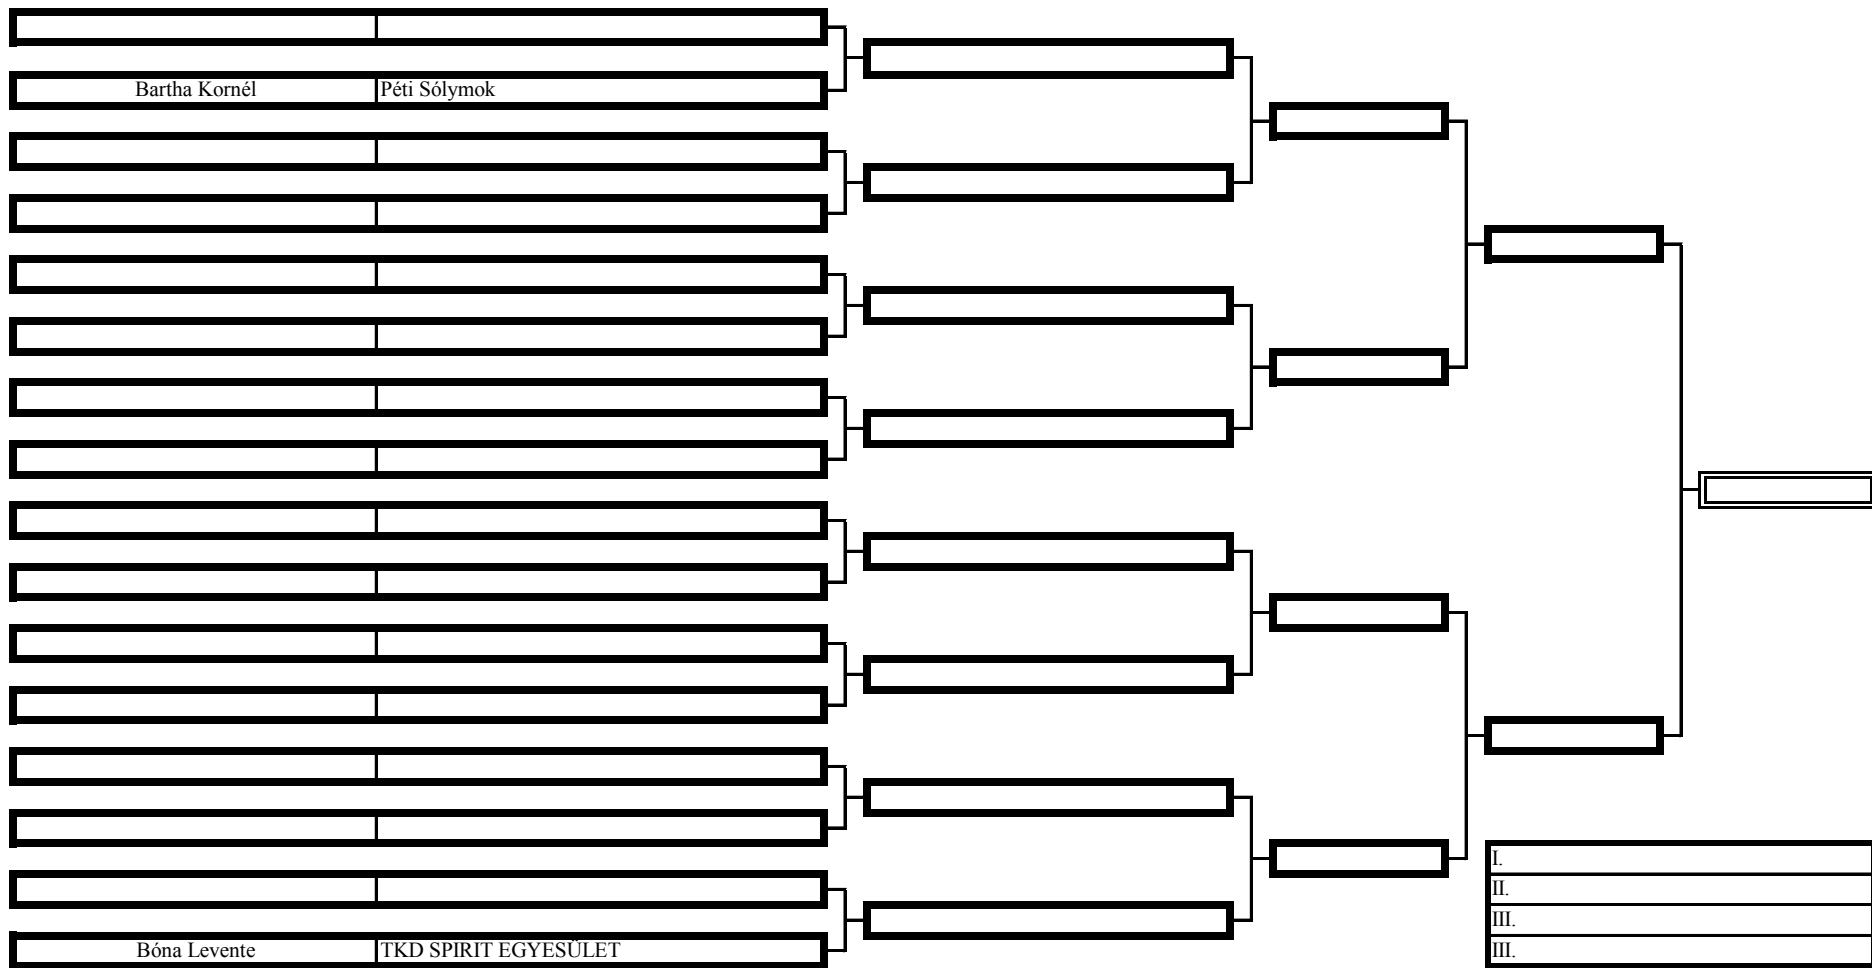 Bartha Kornél Péti Sólymok
Bóna Levente TKD SPIRIT EGYESÜLET
I.
II.
III.
III.